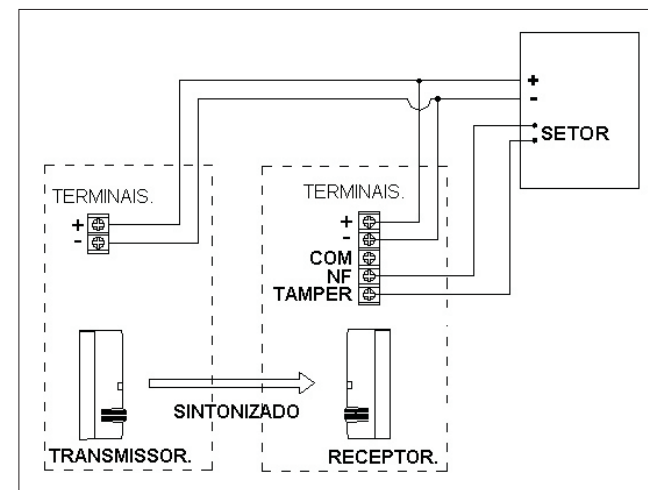 +
-
SETOR
TERMINAIS.
+
-
TERMINAIS.
+
-
COM
NF
TAMPER
SINTONIZADO
TRANSMISSOR.
RECEPTOR.